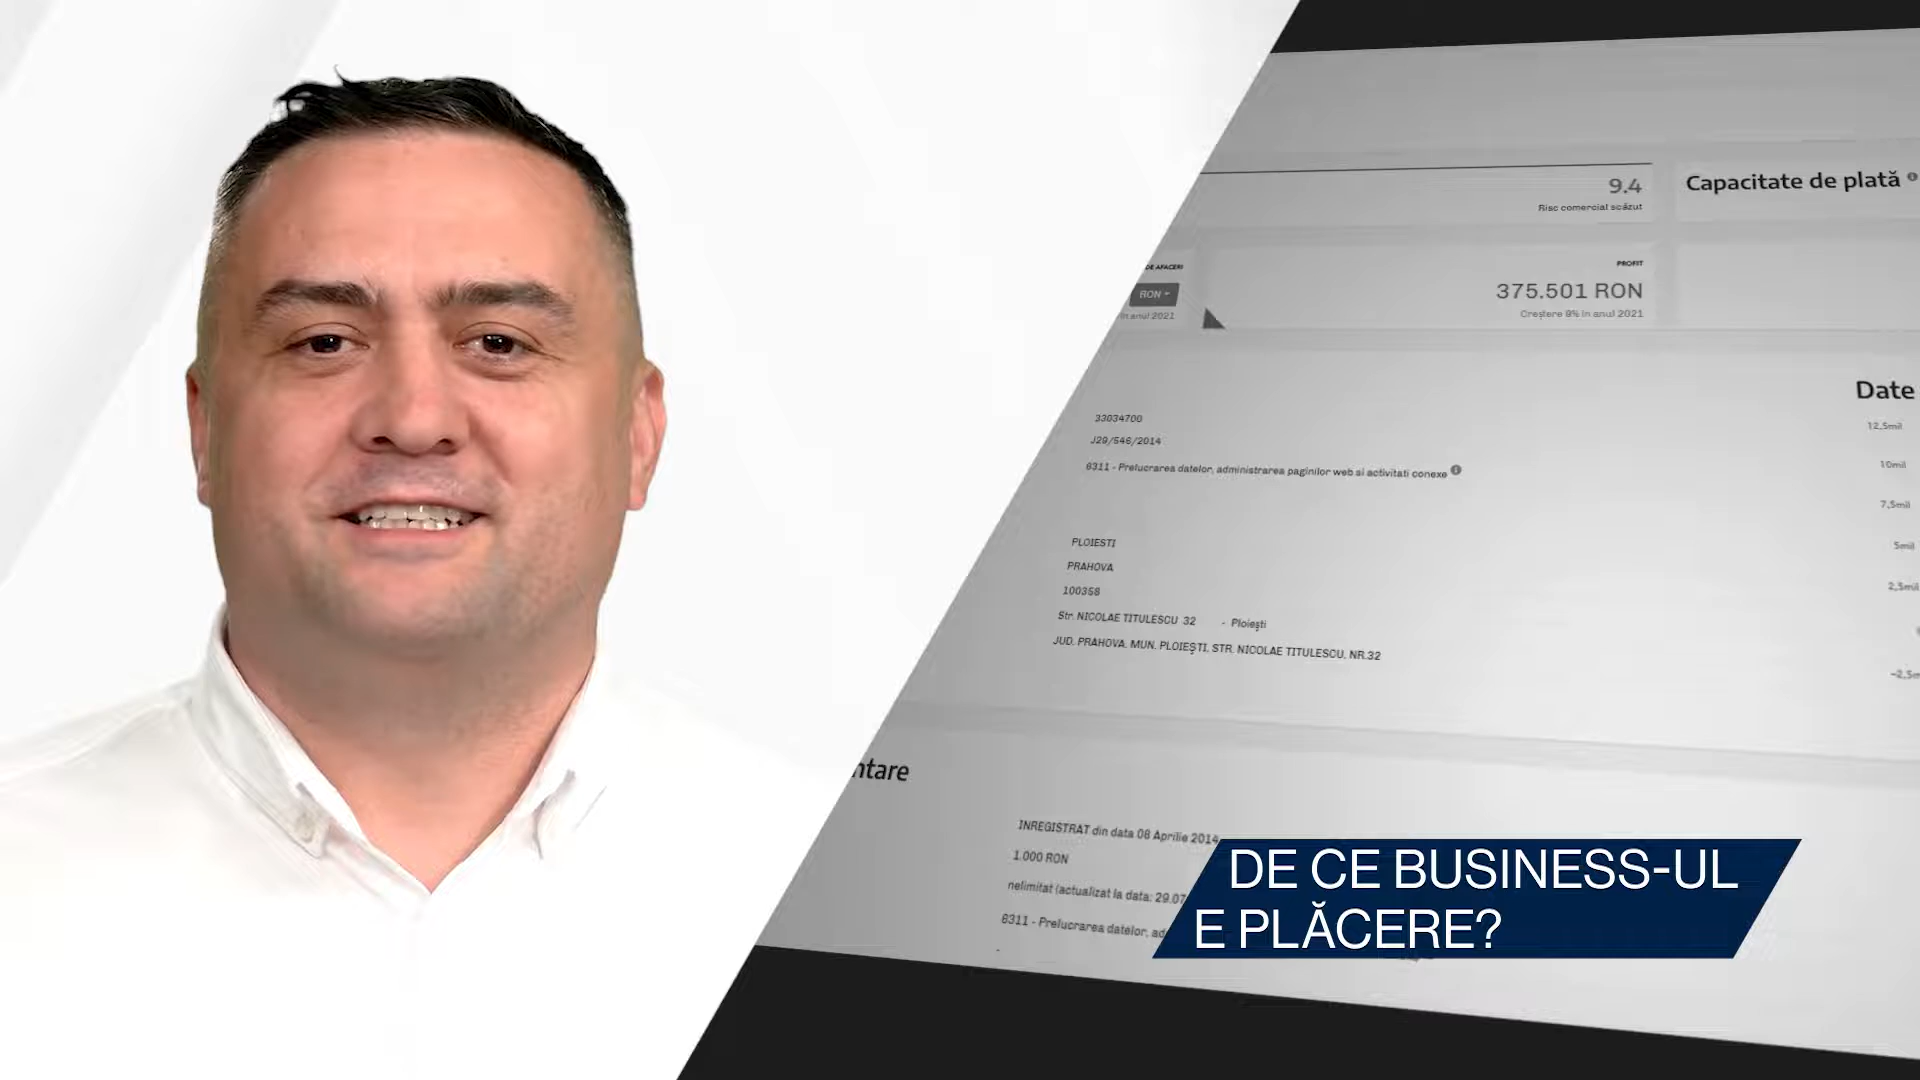 9.4
Risc comercial scăzut
Capacitate de plată
DE AFACERI
RON
în anul 2021
PROFIT
375.501 RON
Creștere 9% în anul 2021
Date
12,5mil
10mil
7,5mil
5mil
2,5mil
33034700
J29/546/2014
6311 - Prelucrarea datelor, administrarea paginilor web si activitati conexe
PLOIESTI
PRAHOVA
100358
Str. NICOLAE TITULESCU 32 - Ploiești
JUD. PRAHOVA, MUN. PLOIEȘTI, STR. NICOLAE TITULESCU, NR.32
ntare
INREGISTRAT din data 08 Aprilie 2014
1.000 RON
nelimitat (actualizat la data: 29.07
6311 - Prelucrarea datelor, ad
DE CE BUSINESS-UL
E PLĂCERE?